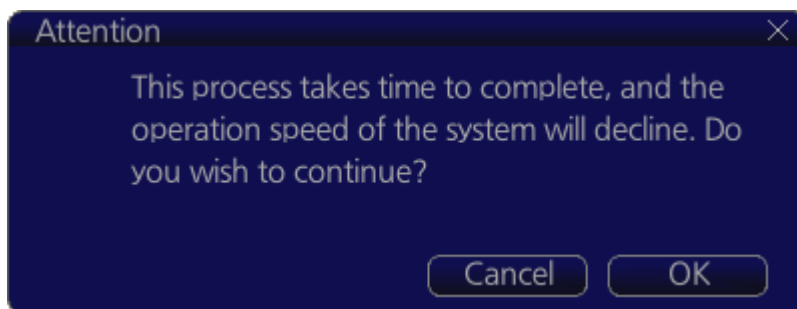 Attention
This process takes time to complete, and the
operation speed of the system will decline. Do
you wish to continue?
Cancel OK